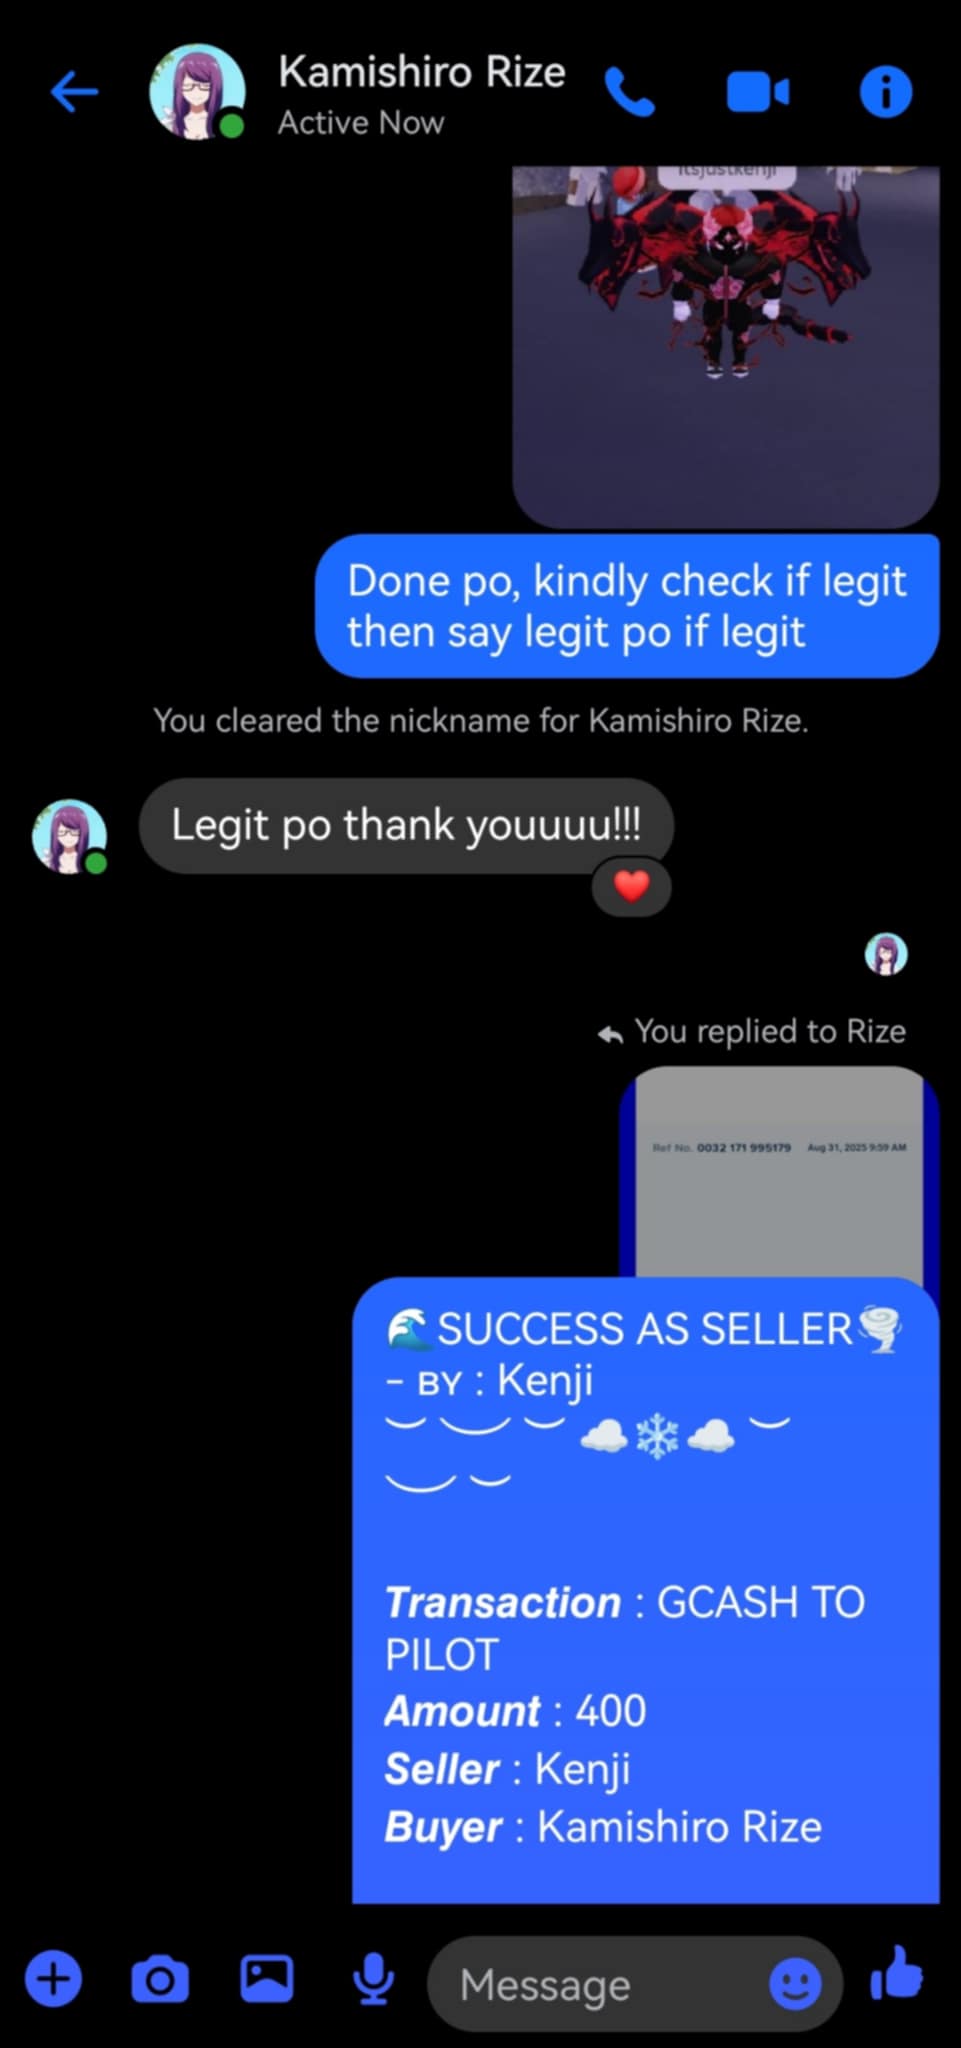 Kamishiro Rize
Active Now
itsjustkenji
Done po, kindly check if legit
then say legit po if legit
You cleared the nickname for Kamishiro Rize.
Legit po thank youuuu!!!
You replied to Rize
Ref No. 0032 171 995179 Aug 31, 2025 9:59 AM
🌊SUCCESS AS SELLER🌪️
- ʙʏ : Kenji
︶ ︶ ︶ ☁️❄️☁️ ︶
︶ ︶
Transaction : GCASH TO
PILOT
Amount : 400
Seller : Kenji
Buyer : Kamishiro Rize
Message